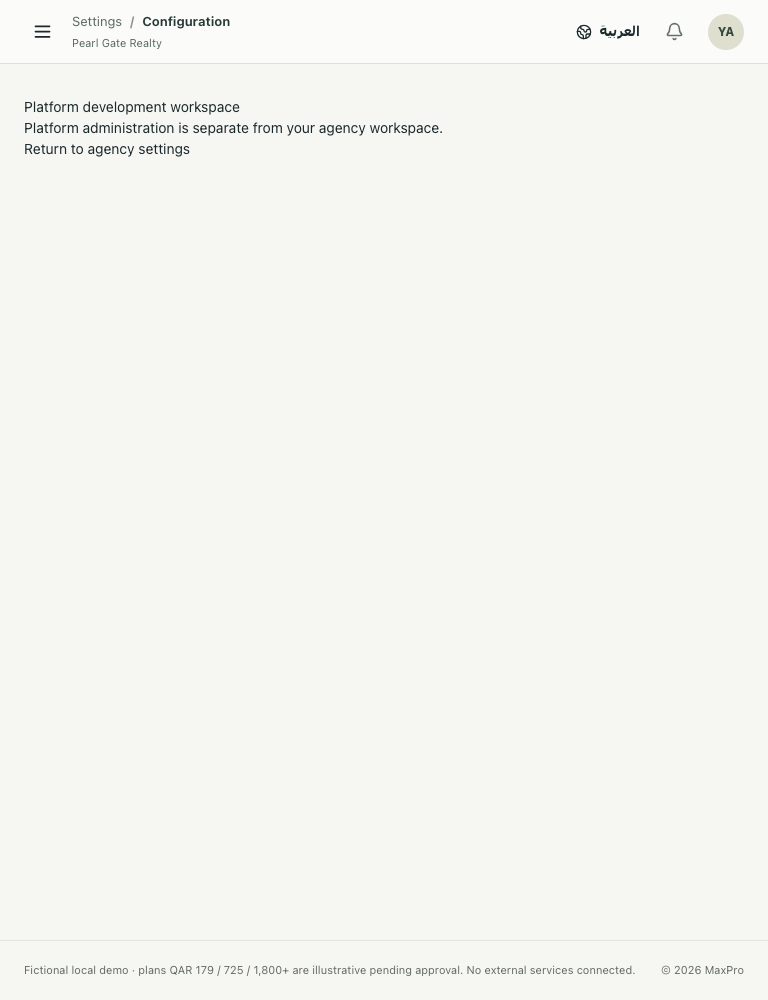 Settings / Configuration
Pearl Gate Realty
العربية
YA
Platform development workspace
Platform administration is separate from your agency workspace.
Return to agency settings
Fictional local demo · plans QAR 179 / 725 / 1,800+ are illustrative pending approval. No external services connected.
© 2026 MaxPro